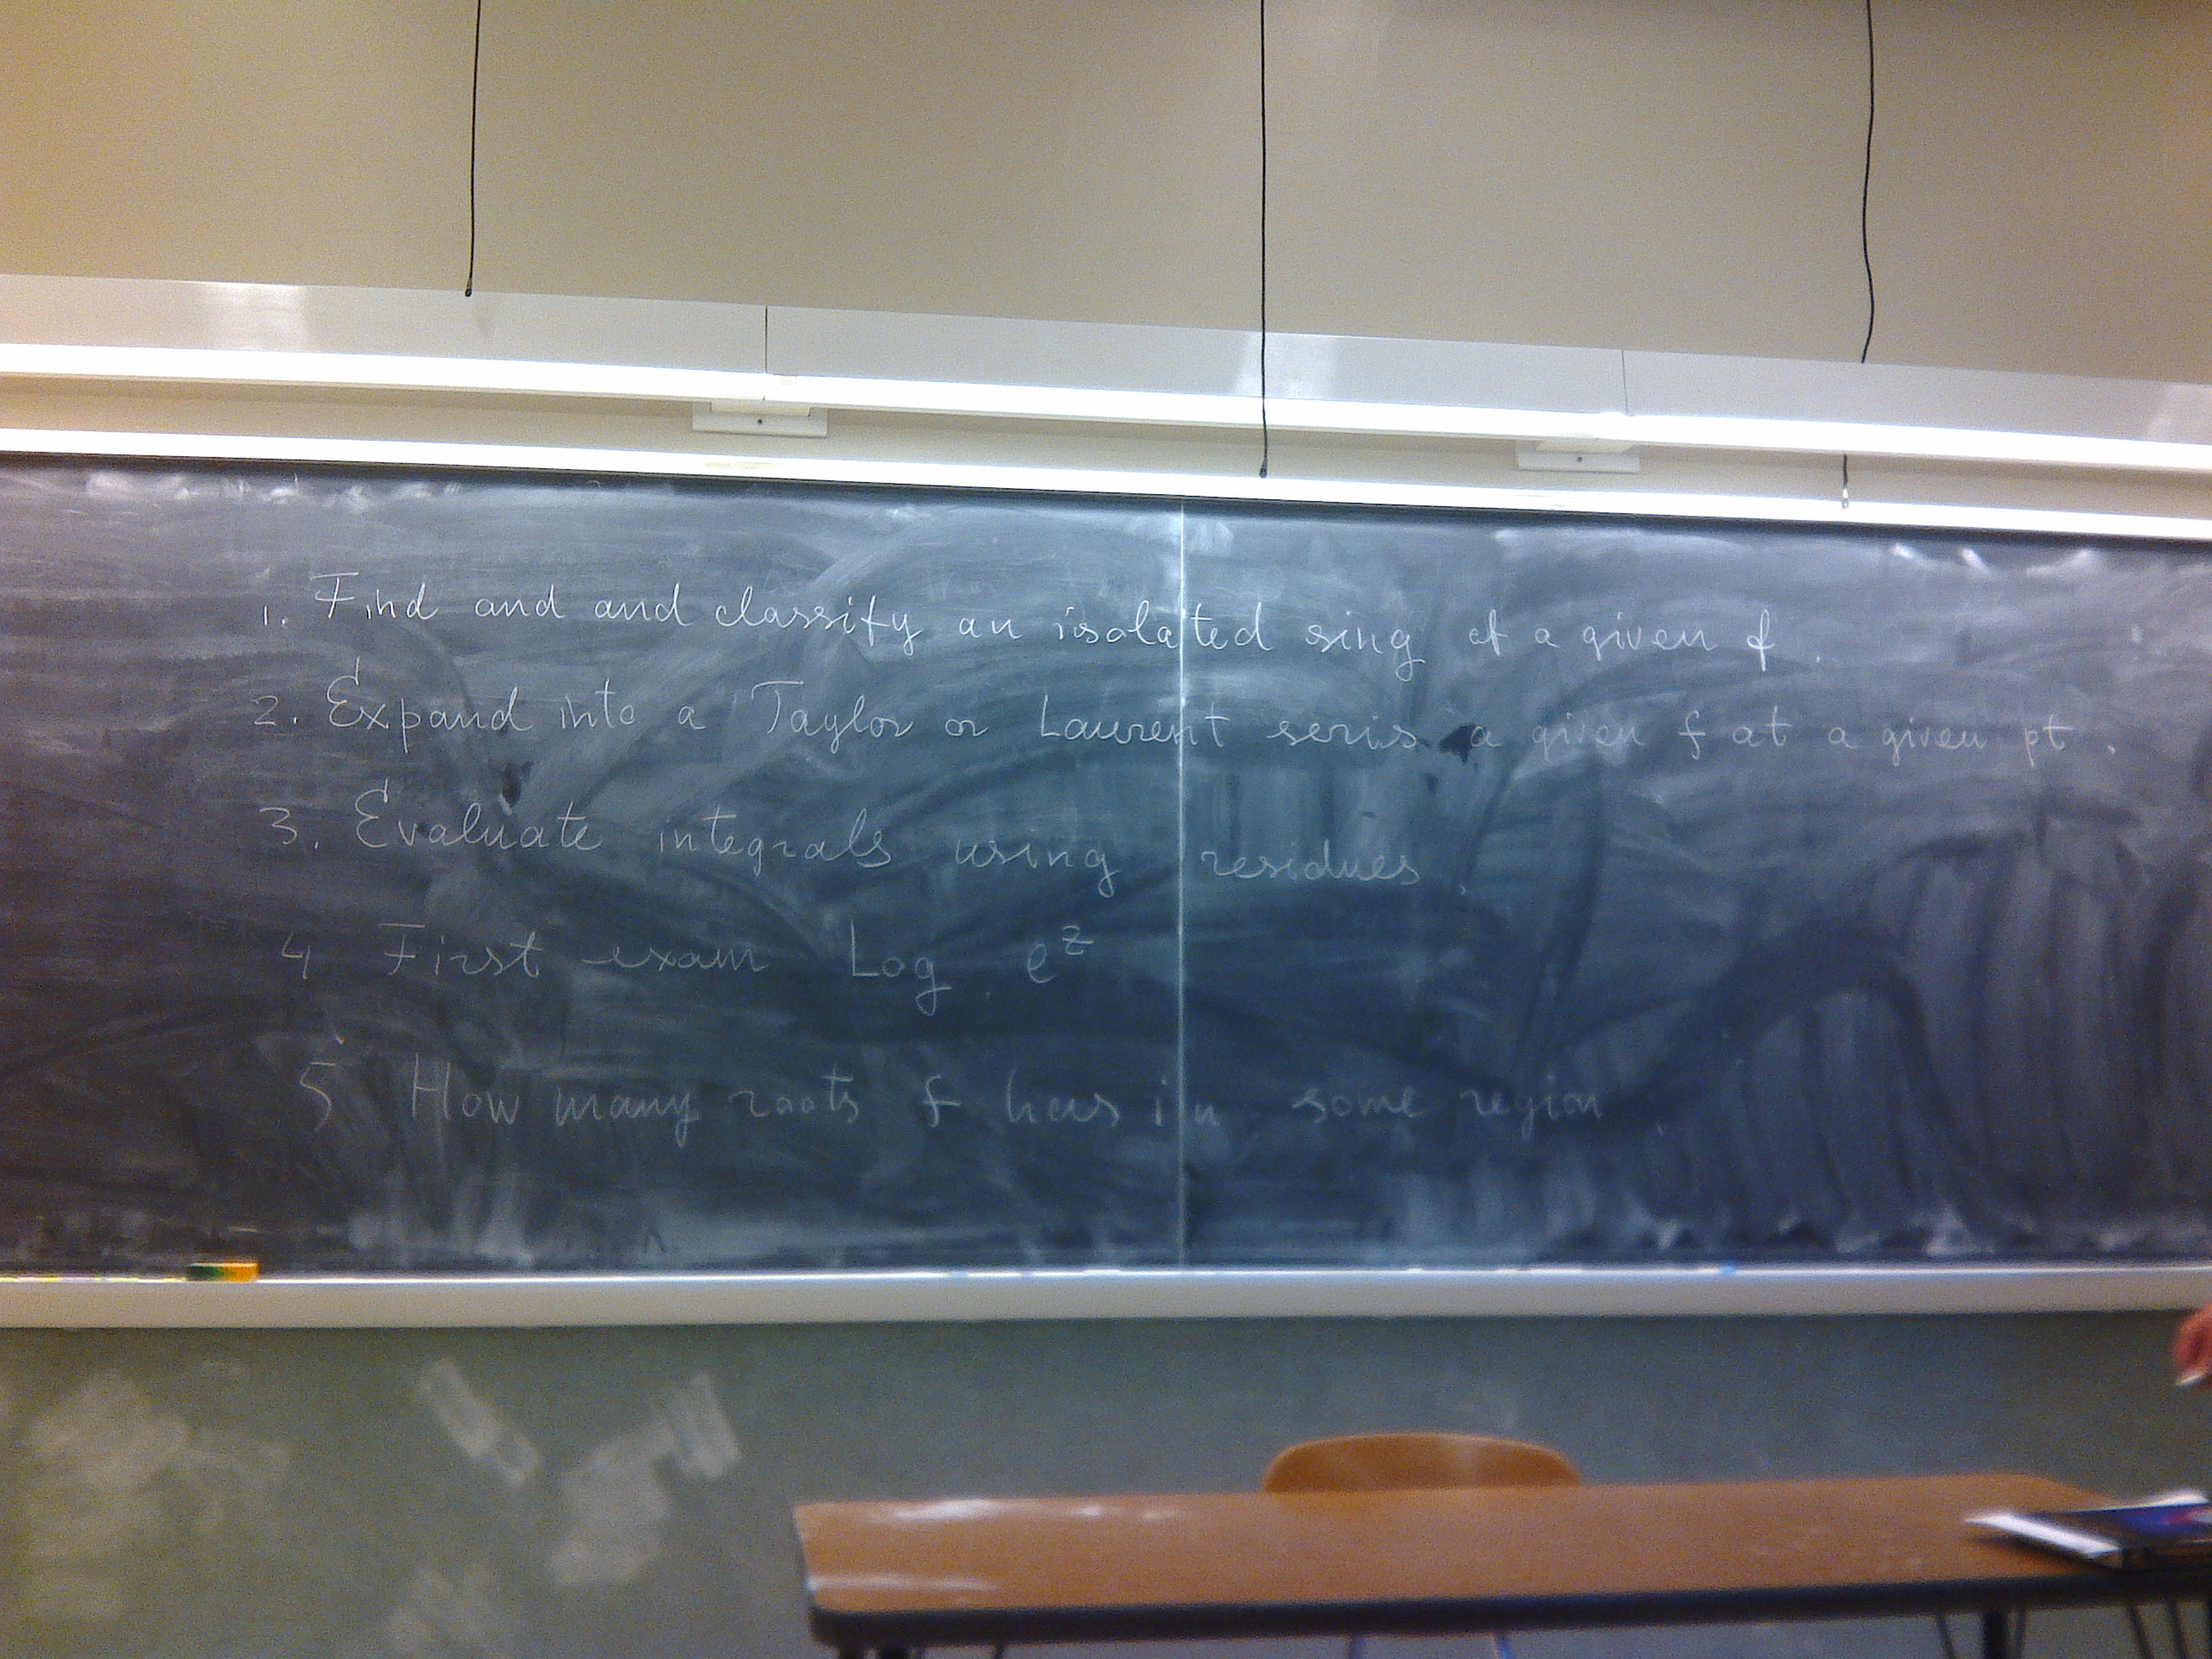 1. Find and and classify an isolated sing of a given f.
2. Expand into a Taylor or Laurent seris a given f at a given pt.
3. Evaluate integrals using residues.
4 First exam Log e^z
5 How many roots f has in some region.